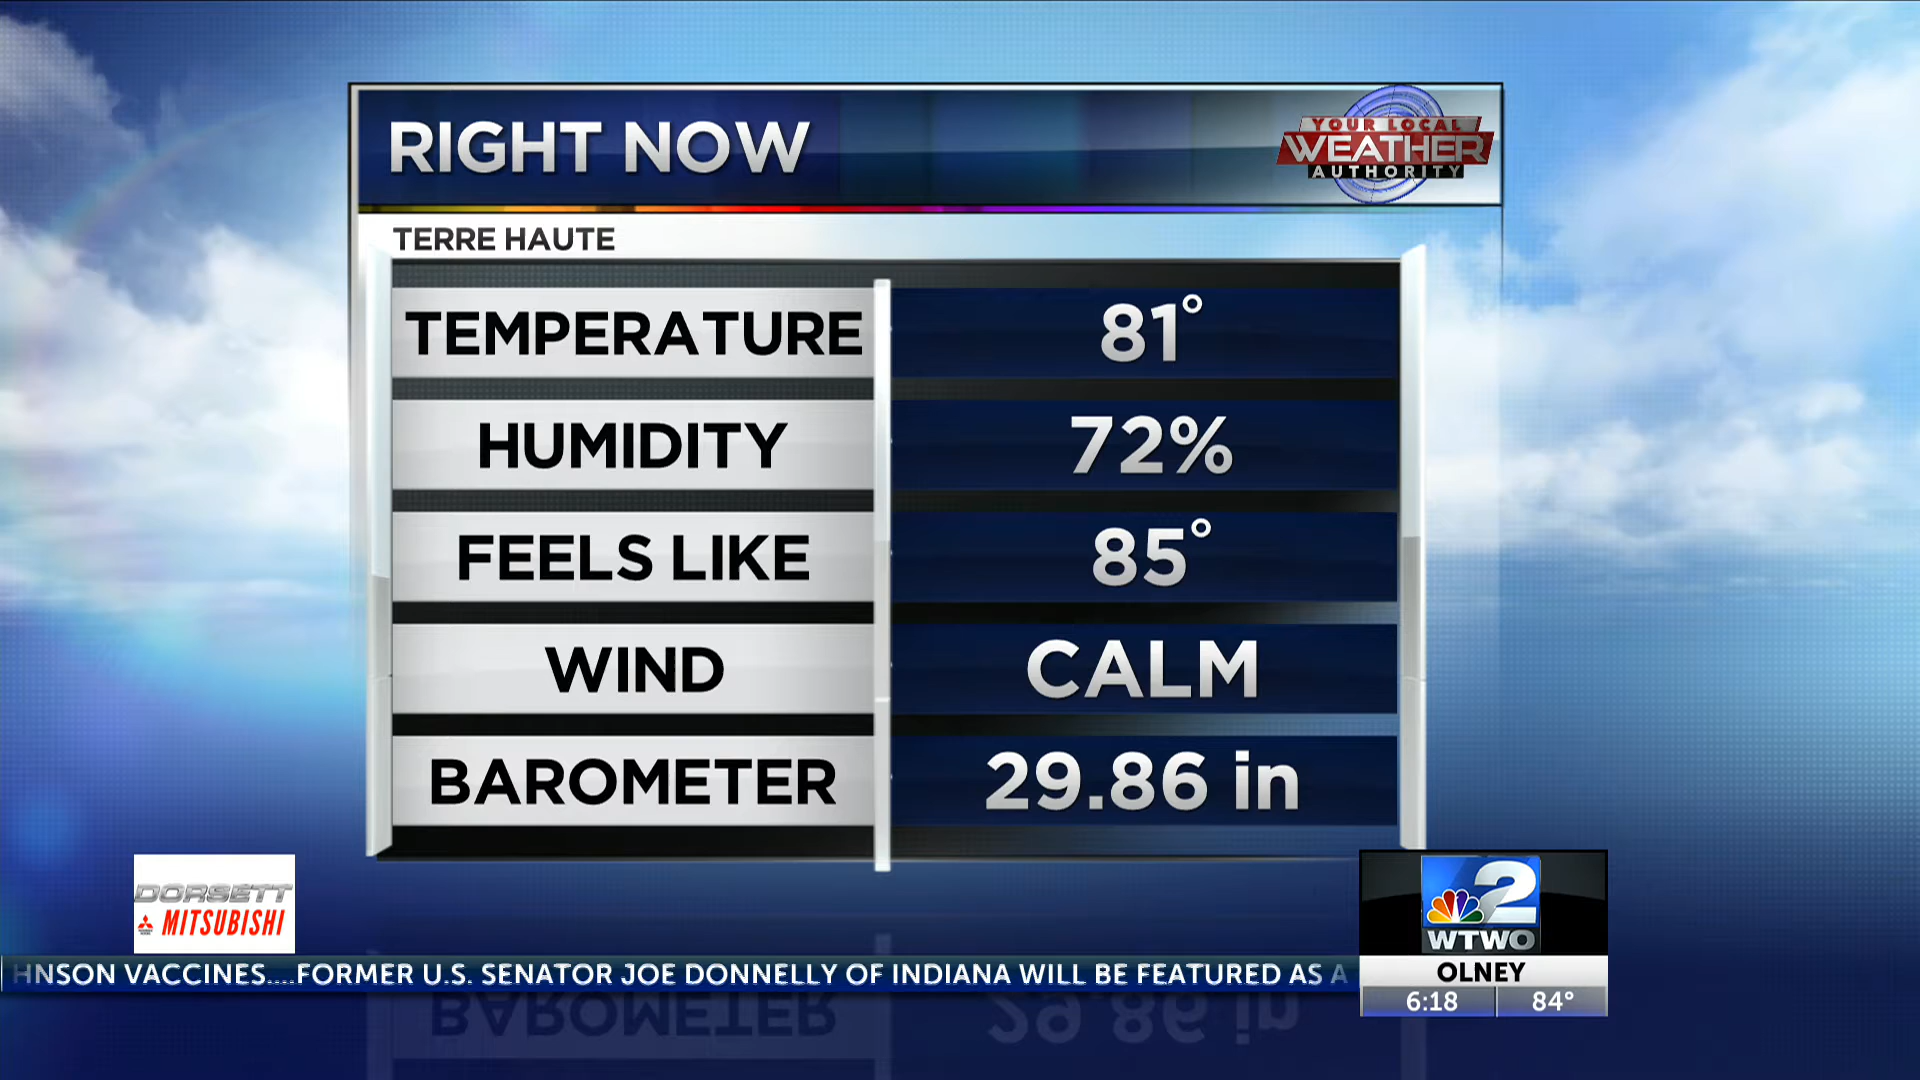 RIGHT NOW
YOUR LOCAL
WEATHER
AUTHORITY
TERRE HAUTE
TEMPERATURE 81°
HUMIDITY 72%
FEELS LIKE 85°
WIND CALM
BAROMETER 29.86 in
DORSETT
MITSUBISHI
2
WTWO
HNSON VACCINES....FORMER U.S. SENATOR JOE DONNELLY OF INDIANA WILL BE FEATURED AS A
OLNEY
6:18 84°